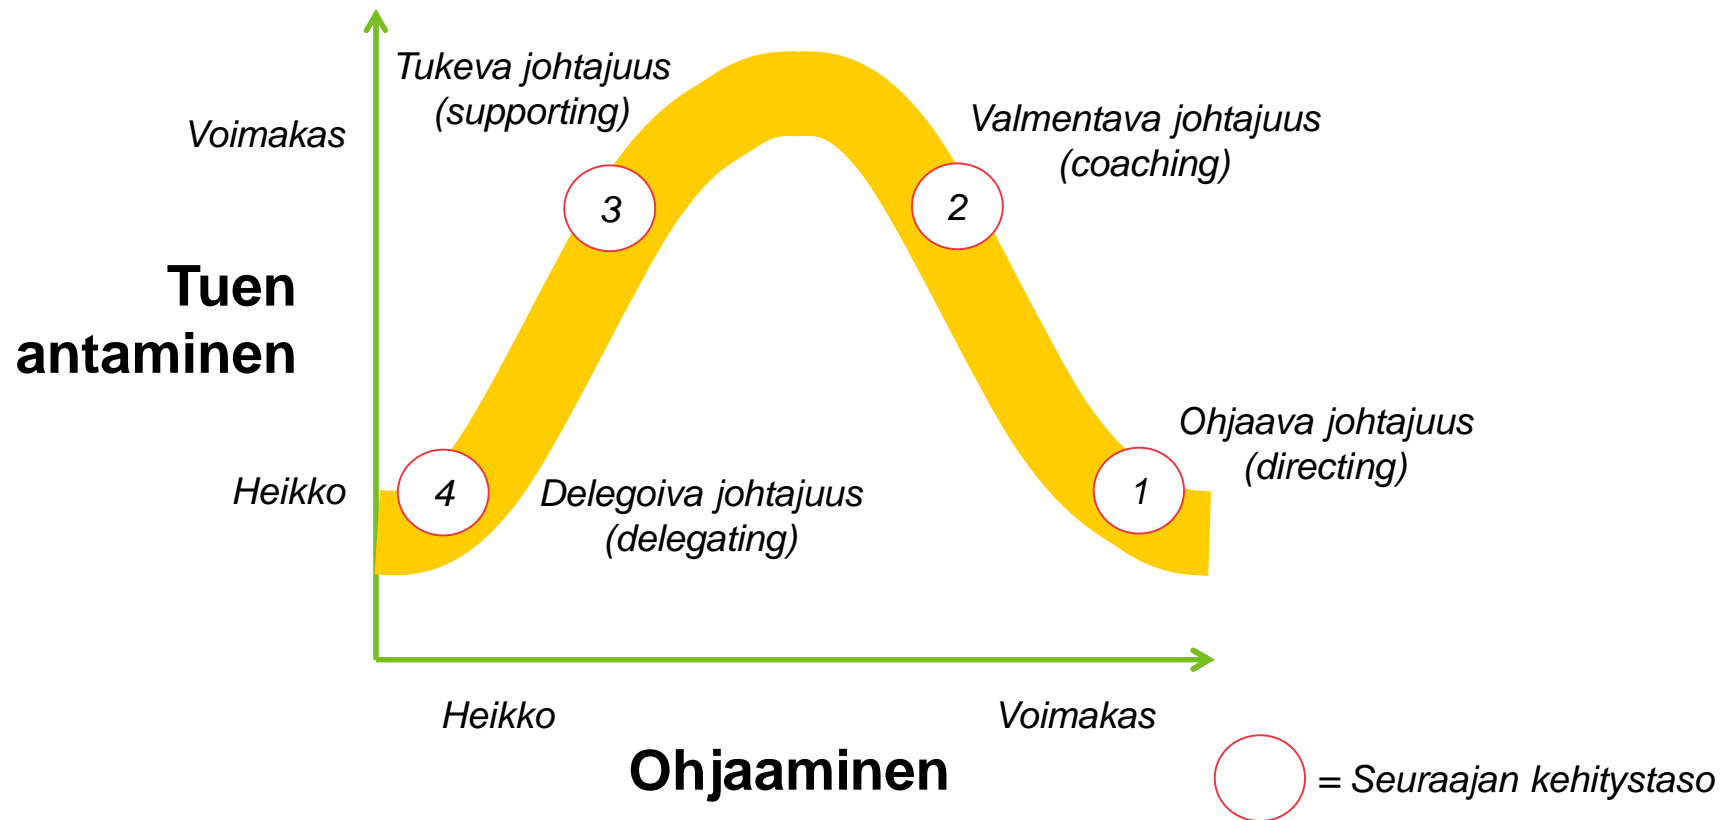 Tukeva johtajuus
(supporting)
Voimakas
Valmentava johtajuus
(coaching)
3
2
Tuen
antaminen
Ohjaava johtajuus
(directing)
Heikko
4
Delegoiva johtajuus
(delegating)
1
Heikko
Voimakas
Ohjaaminen
= Seuraajan kehitystaso